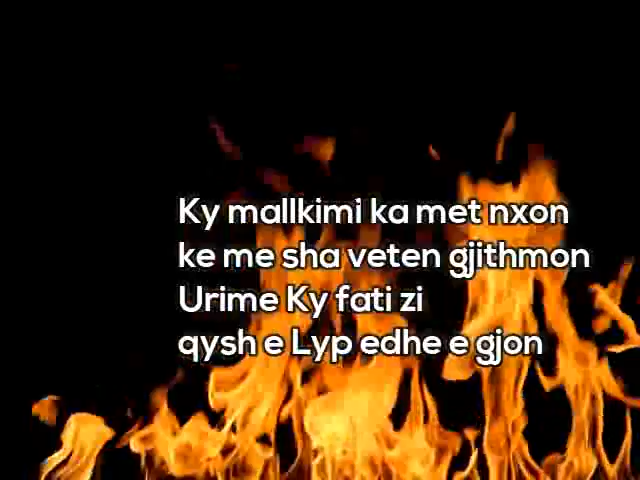 Ky mallkimi ka met nxon
ke me sha veten gjithmon
Urime Ky fati zi
qysh e Lyp edhe e gjon